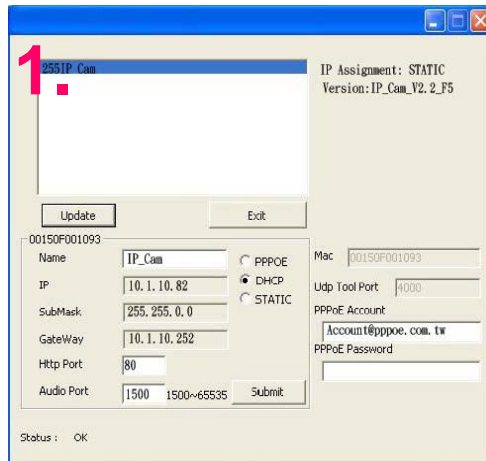 1.
255IP Cam
IP Assignment: STATIC
Version:IP_Cam_V2.2_F5
Update
Exit
00150F001093
Name
IP_Cam
PPPOE
DHCP
STATIC
IP
10.1.10.82
SubMask
255.255.0.0
GateWay
10.1.10.252
Http Port
80
Audio Port
1500
1500~65535
Submit
Mac
00150F001093
Udp Tool Port
4000
PPPoE Account
Account@pppoe.com.tw
PPPoE Password
Status : OK